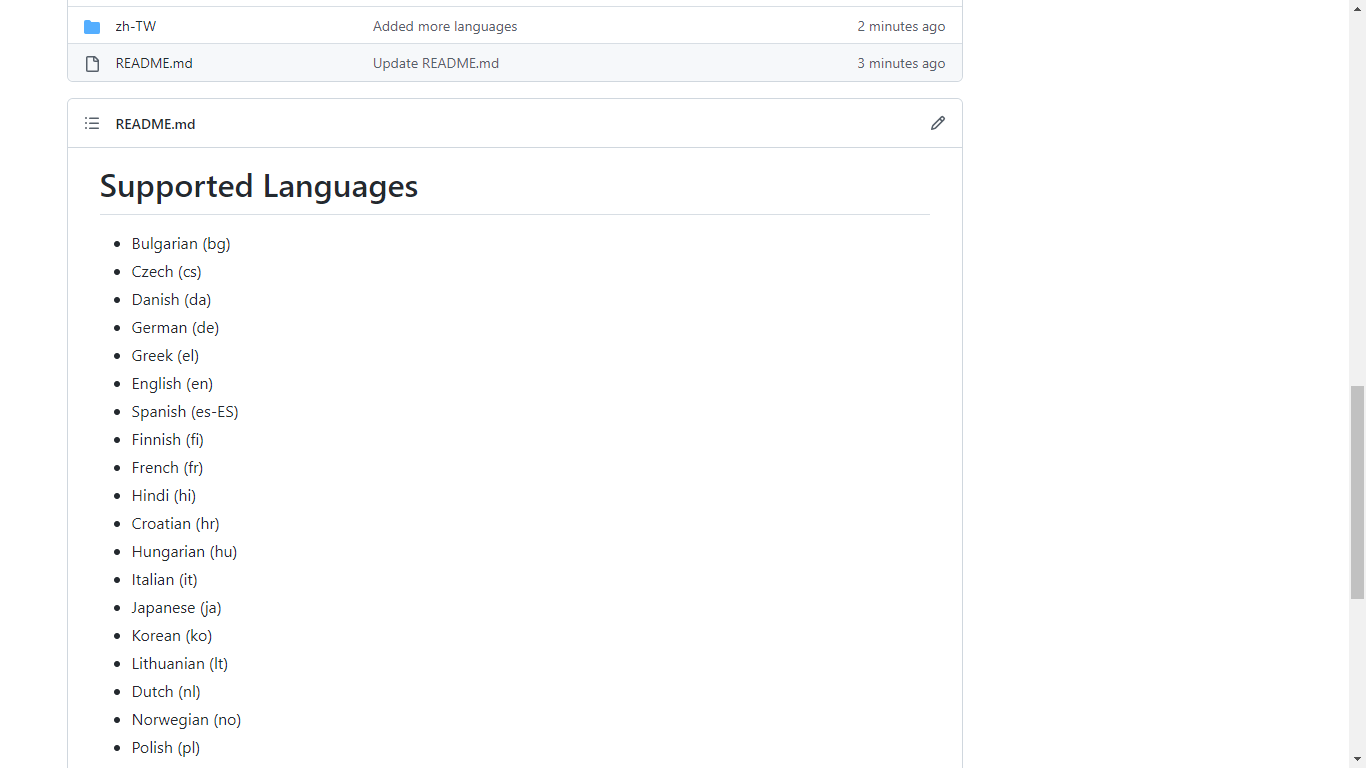 zh-TW Added more languages 2 minutes ago
README.md Update README.md 3 minutes ago
README.md
Supported Languages
Bulgarian (bg)
Czech (cs)
Danish (da)
German (de)
Greek (el)
English (en)
Spanish (es-ES)
Finnish (fi)
French (fr)
Hindi (hi)
Croatian (hr)
Hungarian (hu)
Italian (it)
Japanese (ja)
Korean (ko)
Lithuanian (lt)
Dutch (nl)
Norwegian (no)
Polish (pl)